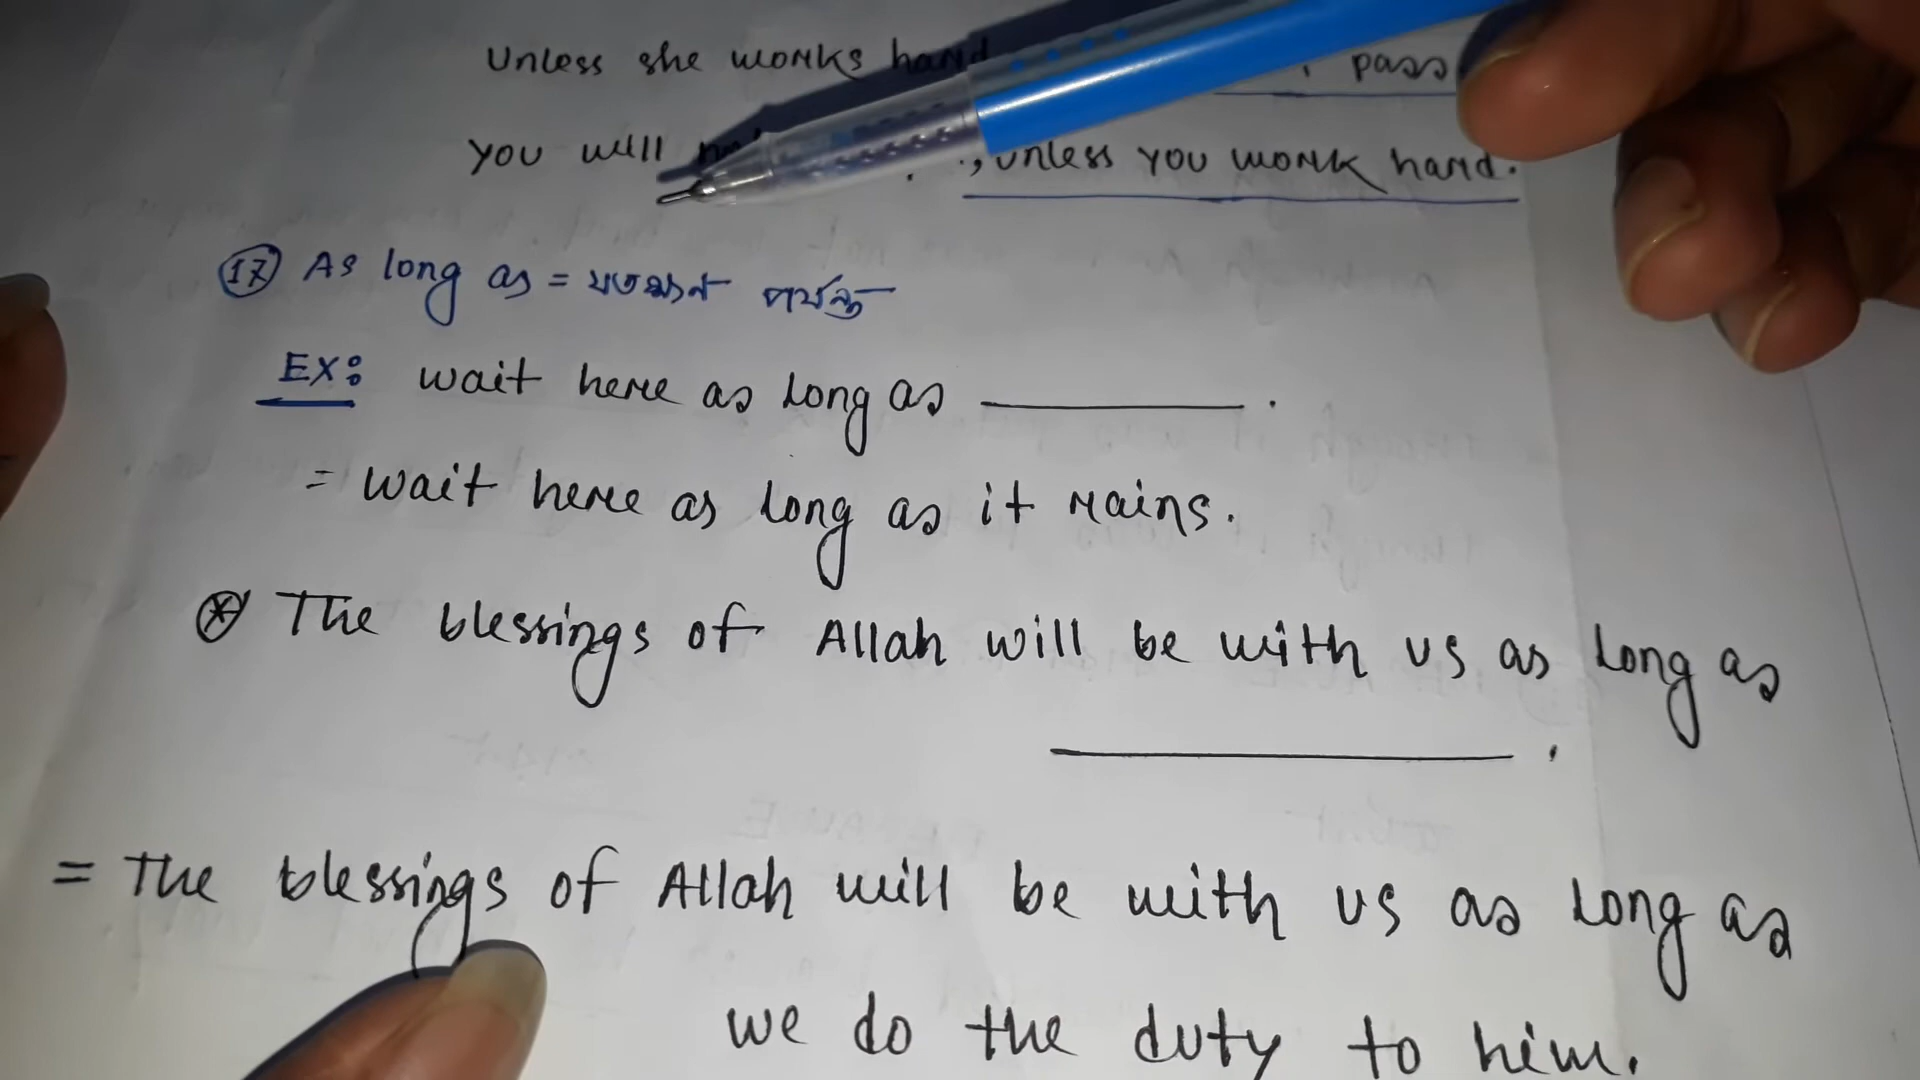 Unless she works hard pass
You will , unless you work hard.
17 As long as = যতক্ষণ পর্যন্ত
EX: wait here as long as ________ .
= wait here as long as it rains.
The blessings of Allah will be with us as long as
________ .
= The blessings of Allah will be with us as long as
we do the duty to him.